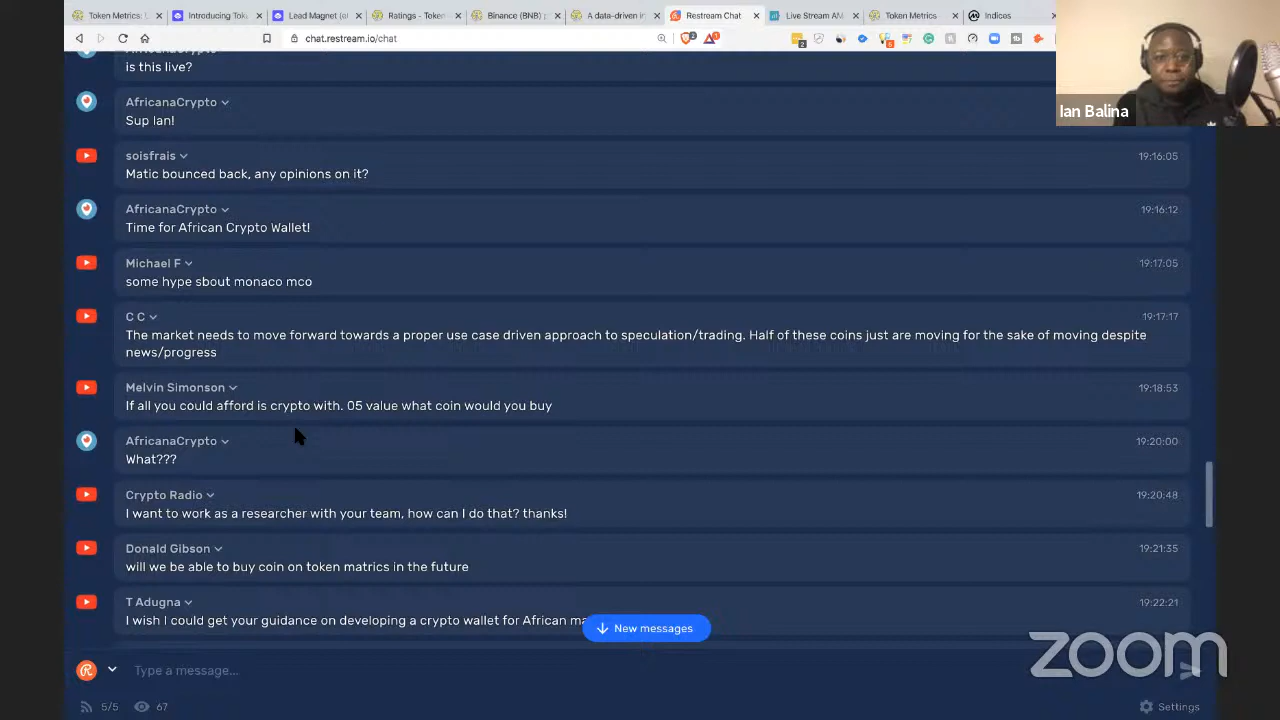 Token Metrics:
Introducing Tok
Lead Magnet (et
Ratings - Token
Binance (BNB) p
A data-driven in
Restream Chat
Live Stream AN
Token Metrics
Indices
chat.restream.io/chat
Ian Balina
is this live?
AfricanaCrypto
Sup Ian!
soisfrais
19:16:05
Matic bounced back, any opinions on it?
AfricanaCrypto
19:16:12
Time for African Crypto Wallet!
Michael F
19:17:05
some hype sbout monaco mco
C C
19:17:17
The market needs to move forward towards a proper use case driven approach to speculation/trading. Half of these coins just are moving for the sake of moving despite
news/progress
Melvin Simonson
19:18:53
If all you could afford is crypto with. 05 value what coin would you buy
AfricanaCrypto
19:20:00
What???
Crypto Radio
19:20:48
I want to work as a researcher with your team, how can I do that? thanks!
Donald Gibson
19:21:35
will we be able to buy coin on token matrics in the future
T Adugna
19:22:21
I wish I could get your guidance on developing a crypto wallet for African ma
New messages
Type a message...
zoom
5/5
67
Settings